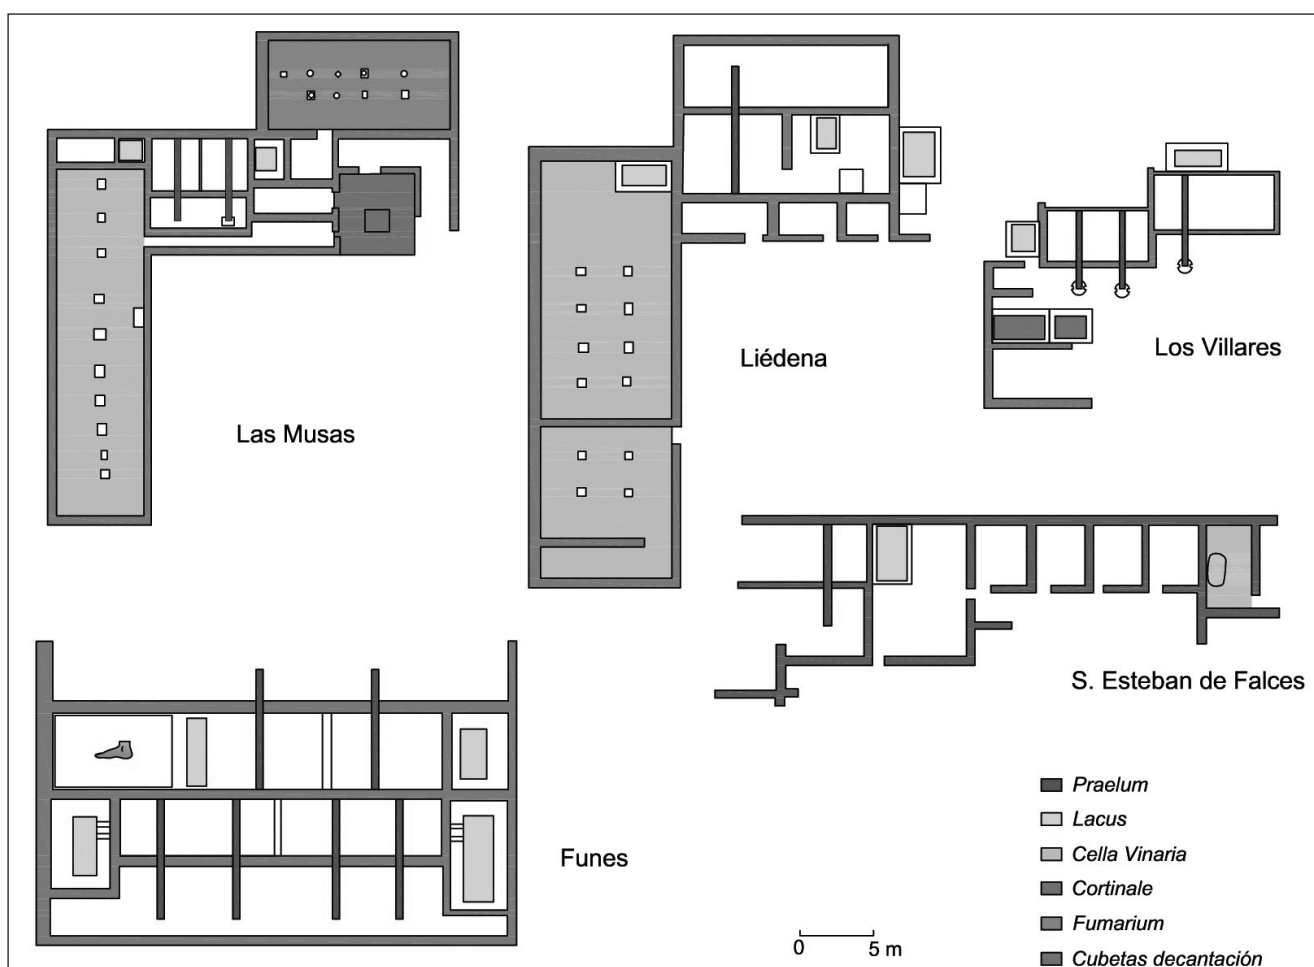 Las Musas
Liédena
Los Villares
S. Esteban de Falces
Funes
0 5 m
Praelum
Lacus
Cella Vinaria
Cortinale
Fumarium
Cubetas decantación